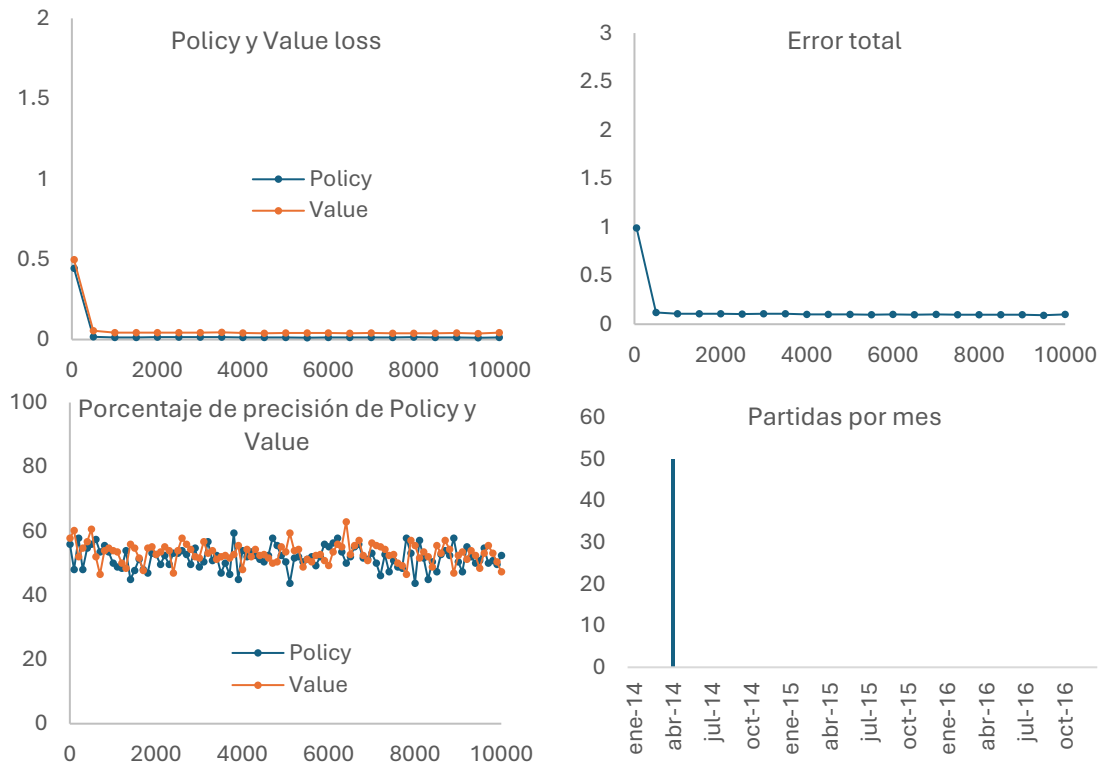 Policy y Value loss
2
1.5
1
0.5
0
Policy
Value
0
2000
4000
6000
8000
10000
Error total
3
2.5
2
1.5
1
0.5
0
0
2000
4000
6000
8000
10000
Porcentaje de precisión de Policy y
Value
100
80
60
40
20
0
Policy
Value
0
2000
4000
6000
8000
10000
Partidas por mes
60
50
40
30
20
10
0
ene-14
abr-14
jul-14
oct-14
ene-15
abr-15
jul-15
oct-15
ene-16
abr-16
jul-16
oct-16